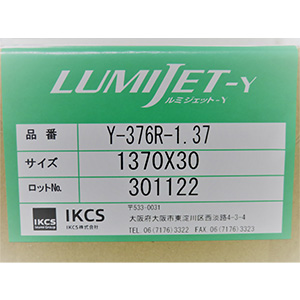 LUMIJET-Y
ルミジェット-Y
品番 Y-376R-1.37
サイズ 1370X30
ロットNo. 301122
IKCS IKCS
IKCS株式会社
〒533-0031
大阪府大阪市東淀川区西淡路4-3-4
TEL 06(7176)3322 FAX 06(7176)3323